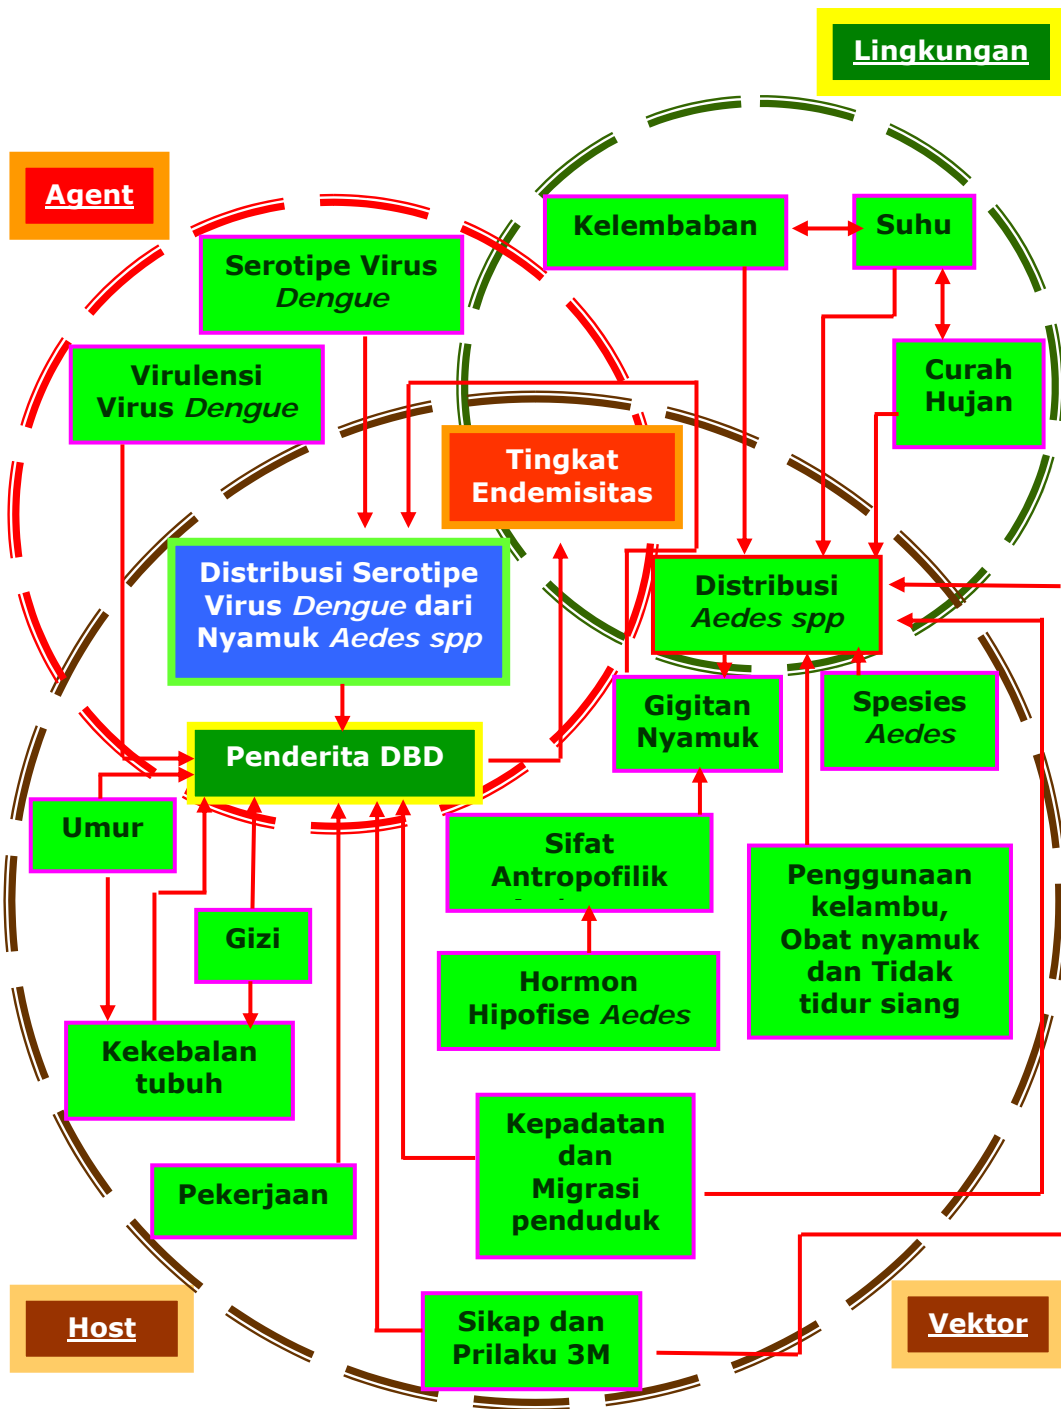 Lingkungan
Agent
Kelembaban
Suhu
Serotipe Virus
Dengue
Virulensi
Virus Dengue
Curah
Hujan
Tingkat
Endemisitas
Distribusi Serotipe
Virus Dengue dari
Nyamuk Aedes spp
Distribusi
Aedes spp
Gigitan
Nyamuk
Spesies
Aedes
Penderita DBD
Umur
Sifat
Antropofilik
Penggunaan
kelambu,
Obat nyamuk
dan Tidak
tidur siang
Gizi
Hormon
Hipofise Aedes
Kekebalan
tubuh
Kepadatan
dan
Migrasi
penduduk
Pekerjaan
Host
Sikap dan
Prilaku 3M
Vektor